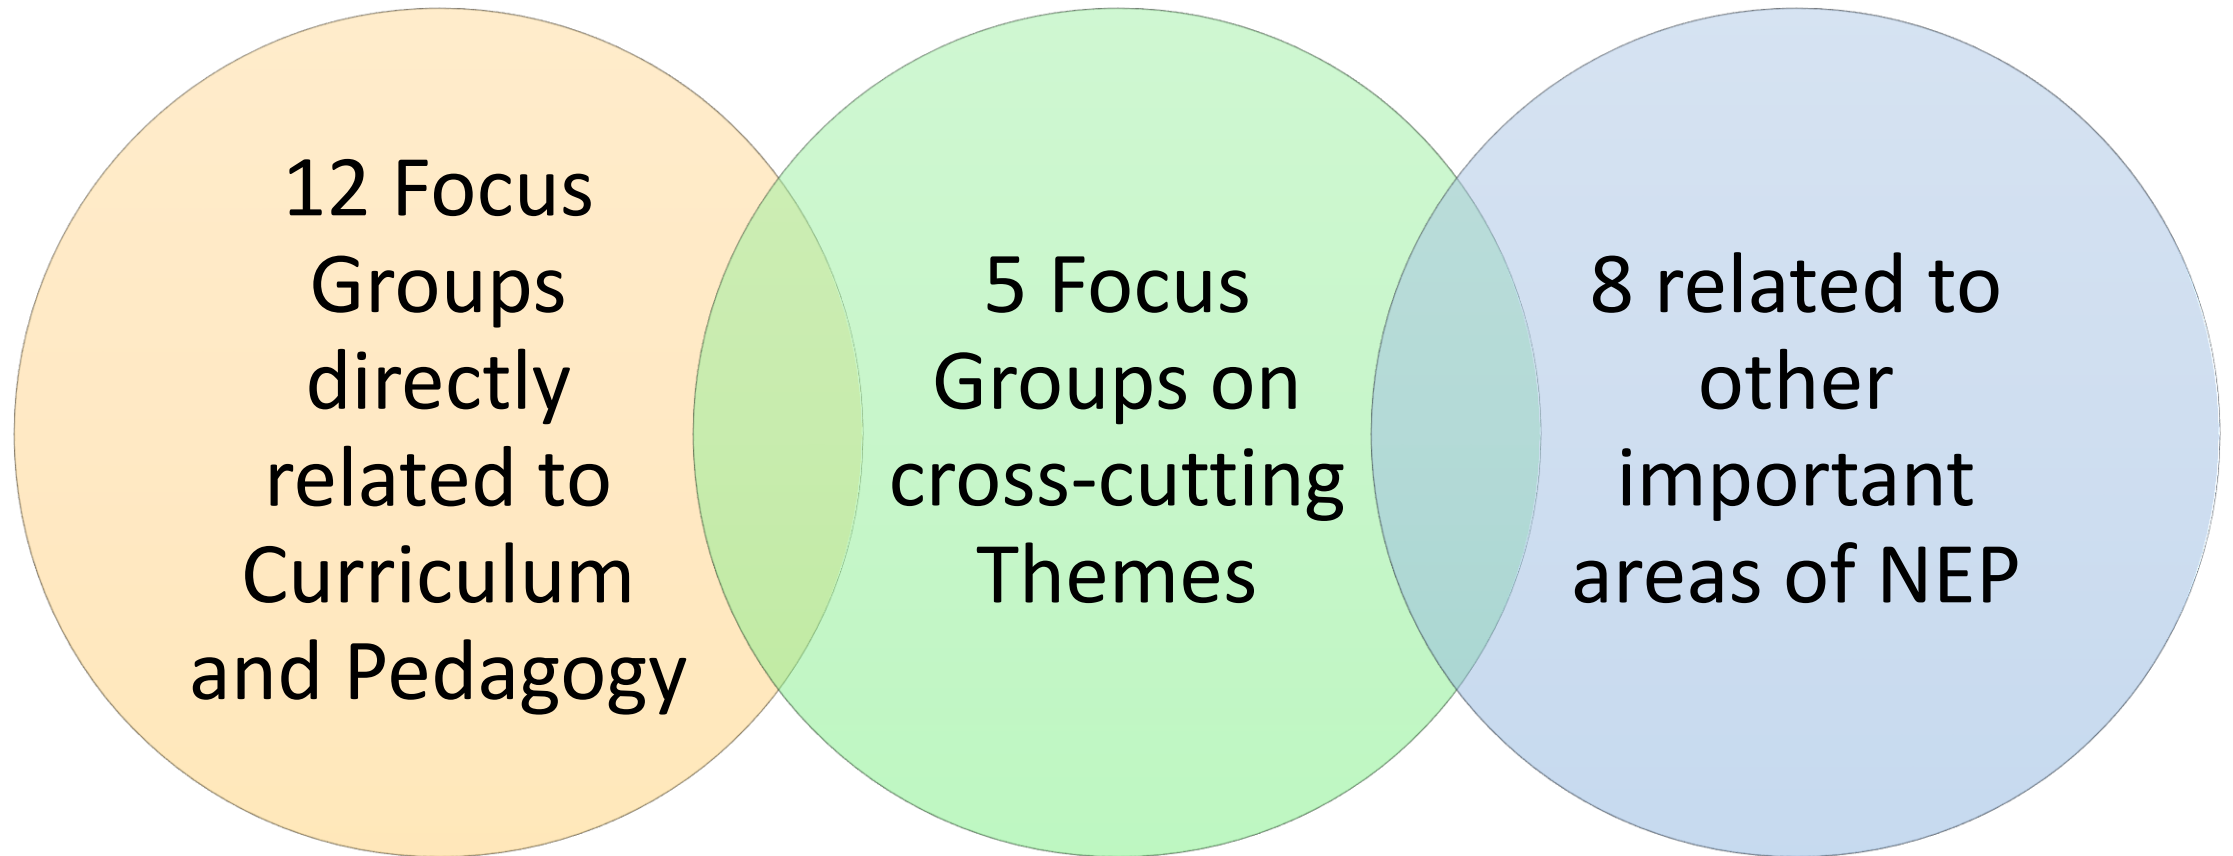 12 Focus
Groups
directly
related to
Curriculum
and Pedagogy
5 Focus
Groups on
cross-cutting
Themes
8 related to
other
important
areas of NEP